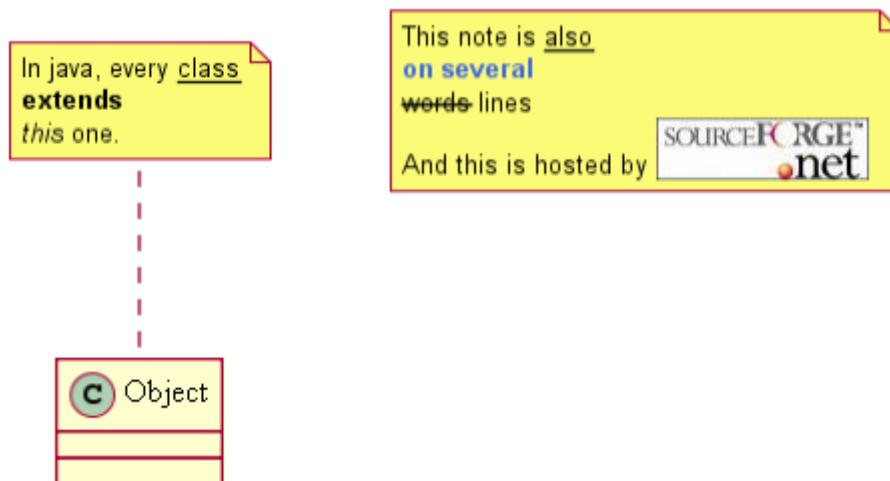 In java, every class
extends
this one.
This note is also
on several
words lines
And this is hosted by SOURCEFORGE™
.net
C Object